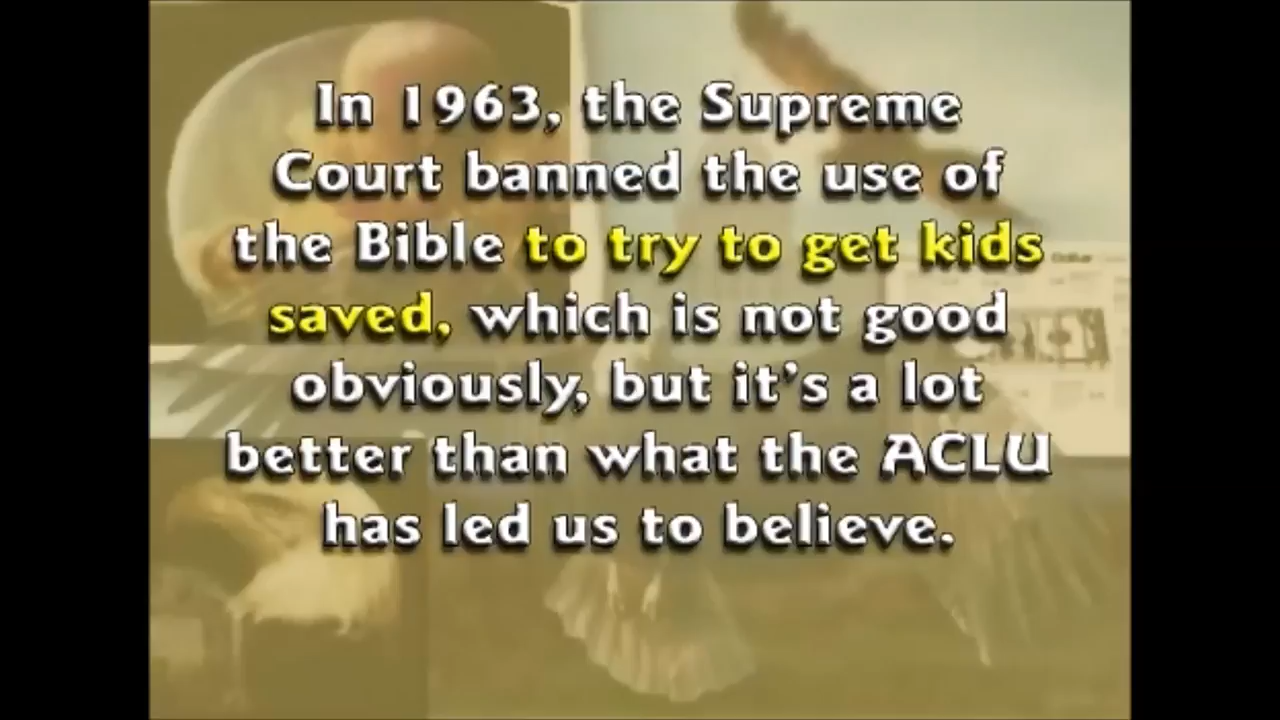 In 1963, the Supreme
Court banned the use of
the Bible to try to get kids
saved, which is not good
obviously, but it's a lot
better than what the ACLU
has led us to believe.